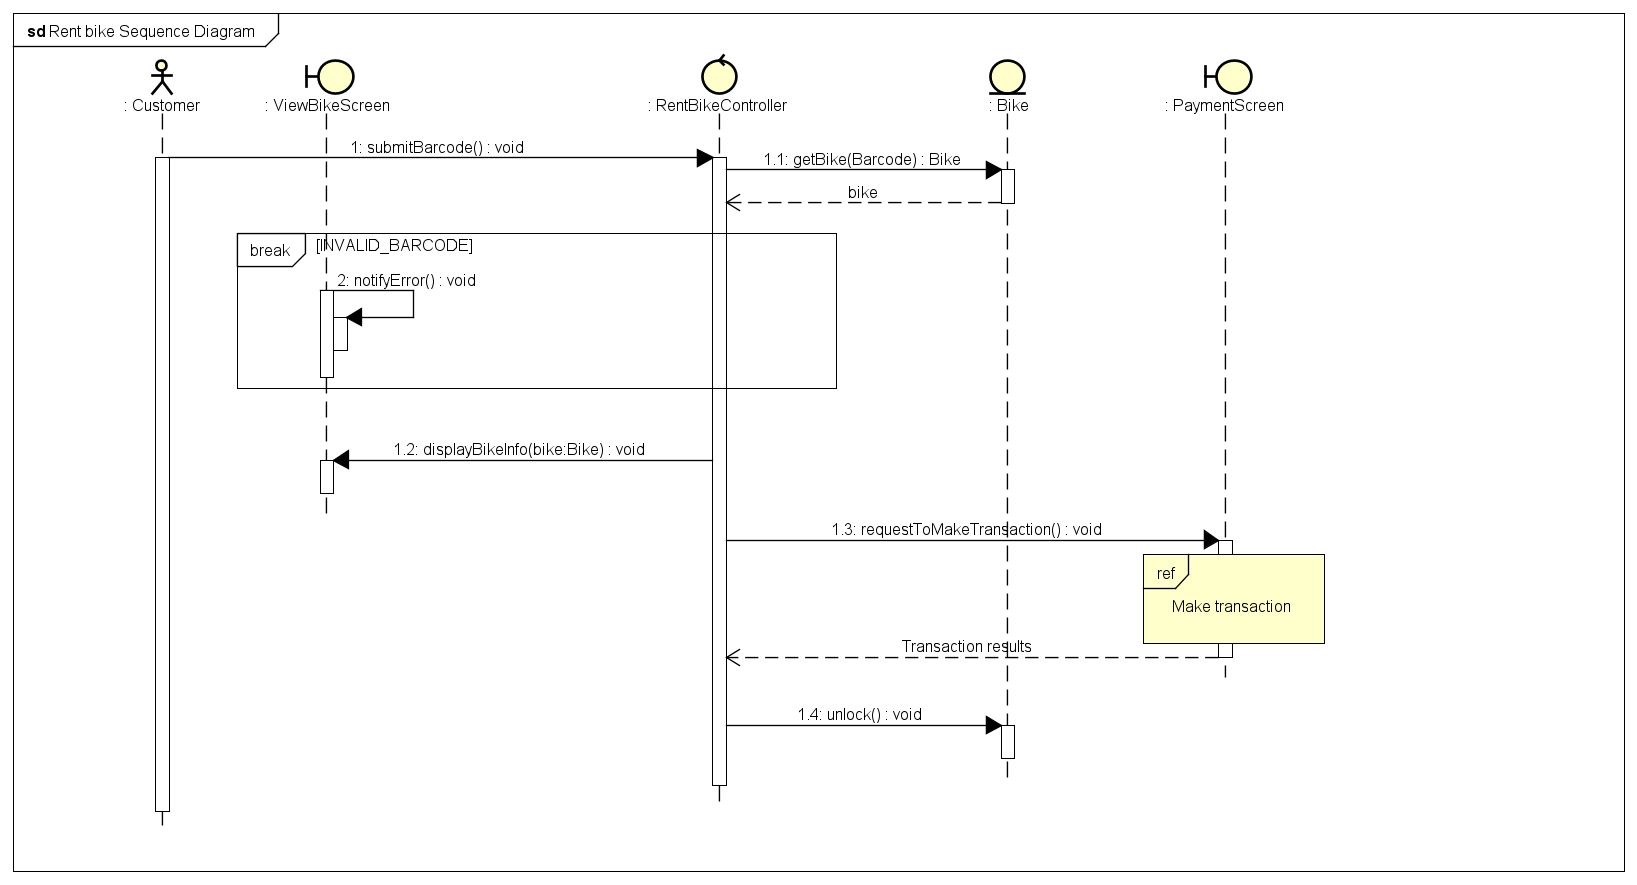 sd Rent bike Sequence Diagram
: Customer
: ViewBikeScreen
: RentBikeController
: Bike
: PaymentScreen
1: submitBarcode() : void
1.1: getBike(Barcode) : Bike
bike
break
[INVALID_BARCODE]
2: notifyError() : void
1.2: displayBikeInfo(bike:Bike) : void
1.3: requestToMakeTransaction() : void
ref
Make transaction
Transaction results
1.4: unlock() : void